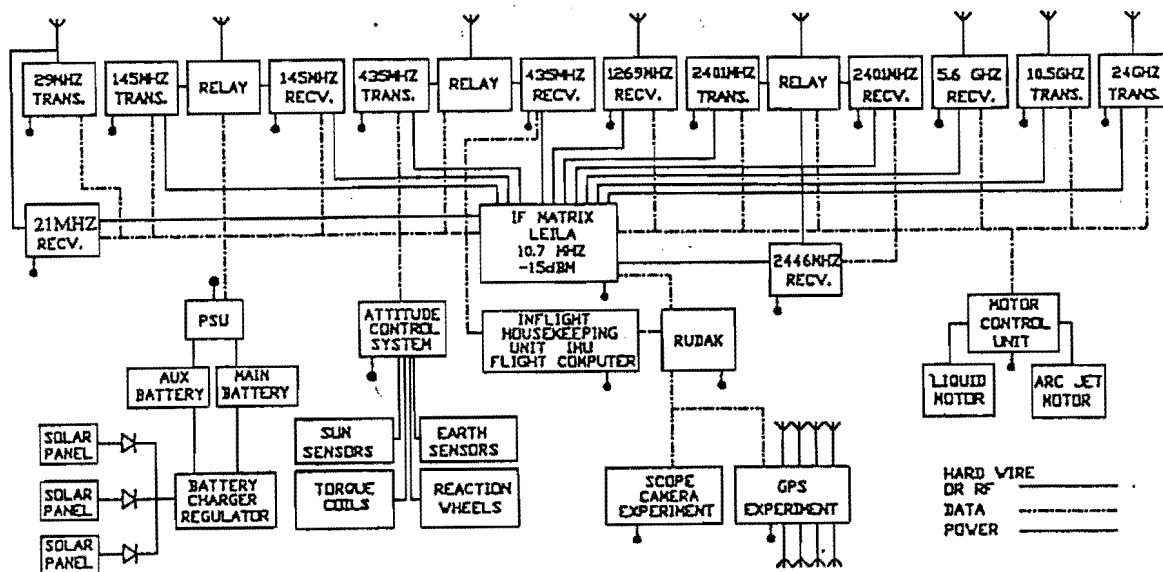 29MHZ
TRANS.
145MHZ
TRANS.
RELAY
145MHZ
RECV.
435MHZ
TRANS.
RELAY
435MHZ
RECV.
1269MHZ
RECV.
2401MHZ
TRANS.
RELAY
2401MHZ
RECV.
5.6 GHZ
RECV.
10.5GHZ
TRANS.
24GHZ
TRANS.
21MHZ
RECV.
IF MATRIX
LEILA
10.7 MHZ
-15dBM
2446MHZ
RECV.
PSU
ATTITUDE
CONTROL
SYSTEM
INFLIGHT
HOUSEKEEPING
UNIT IHU
FLIGHT COMPUTER
RUDAK
MOTOR
CONTROL
UNIT
AUX
BATTERY
MAIN
BATTERY
LIQUID
MOTOR
ARC JET
MOTOR
SOLAR
PANEL
SOLAR
PANEL
SOLAR
PANEL
BATTERY
CHARGER
REGULATOR
SUN
SENSORS
EARTH
SENSORS
TORQUE
COILS
REACTION
WHEELS
SCOPE
CAMERA
EXPERIMENT
GPS
EXPERIMENT
HARD WIRE
OR RF
DATA
POWER